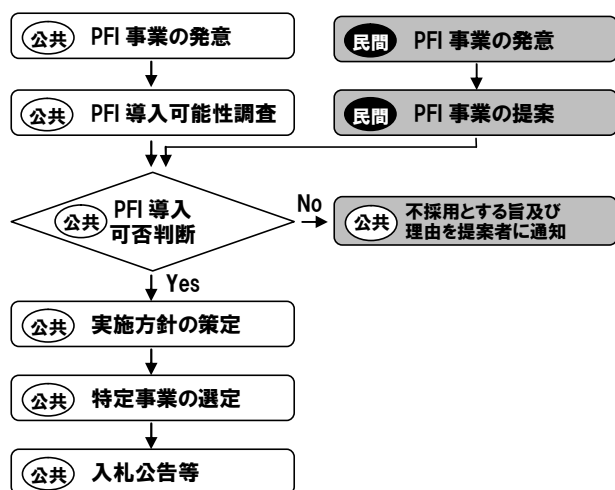 公共 PFI 事業の発意
民間 PFI 事業の発意
公共 PFI 導入可能性調査
民間 PFI 事業の提案
公共 PFI 導入
可否判断
No
公共 不採用とする旨及び
理由を提案者に通知
Yes
公共 実施方針の策定
公共 特定事業の選定
公共 入札公告等